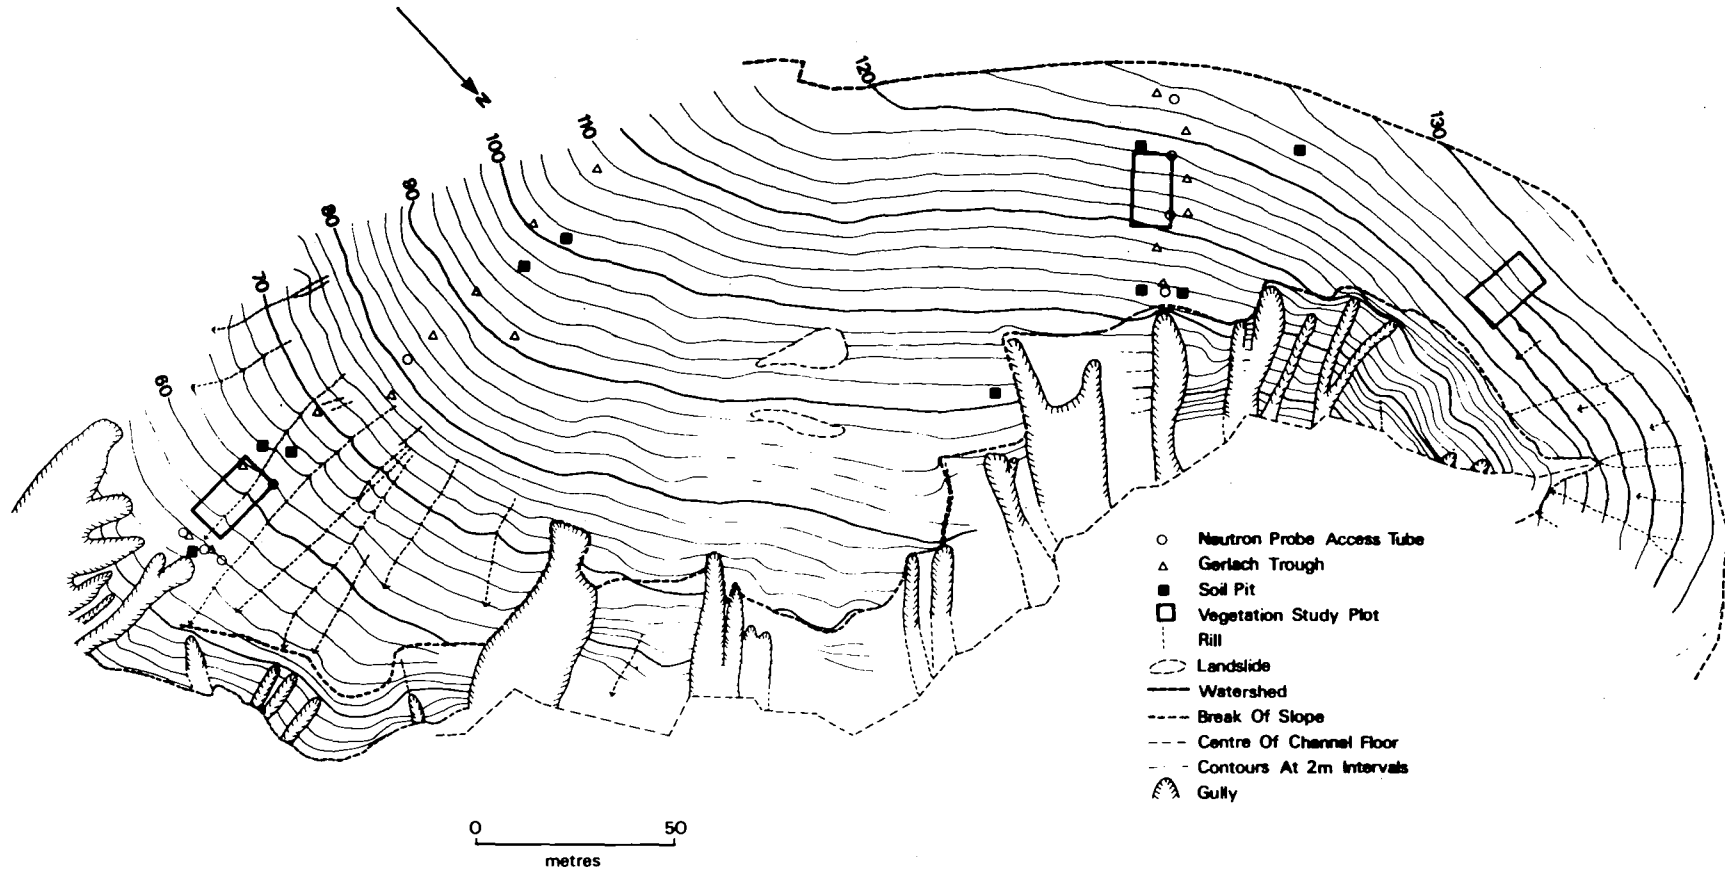 N
120
130
110
100
90
80
70
60
Neutron Probe Access Tube
Gerlach Trough
Soil Pit
Vegetation Study Plot
Rill
Landslide
Watershed
Break Of Slope
Centre Of Channel Floor
Contours At 2m Intervals
Gully
0 50
metres